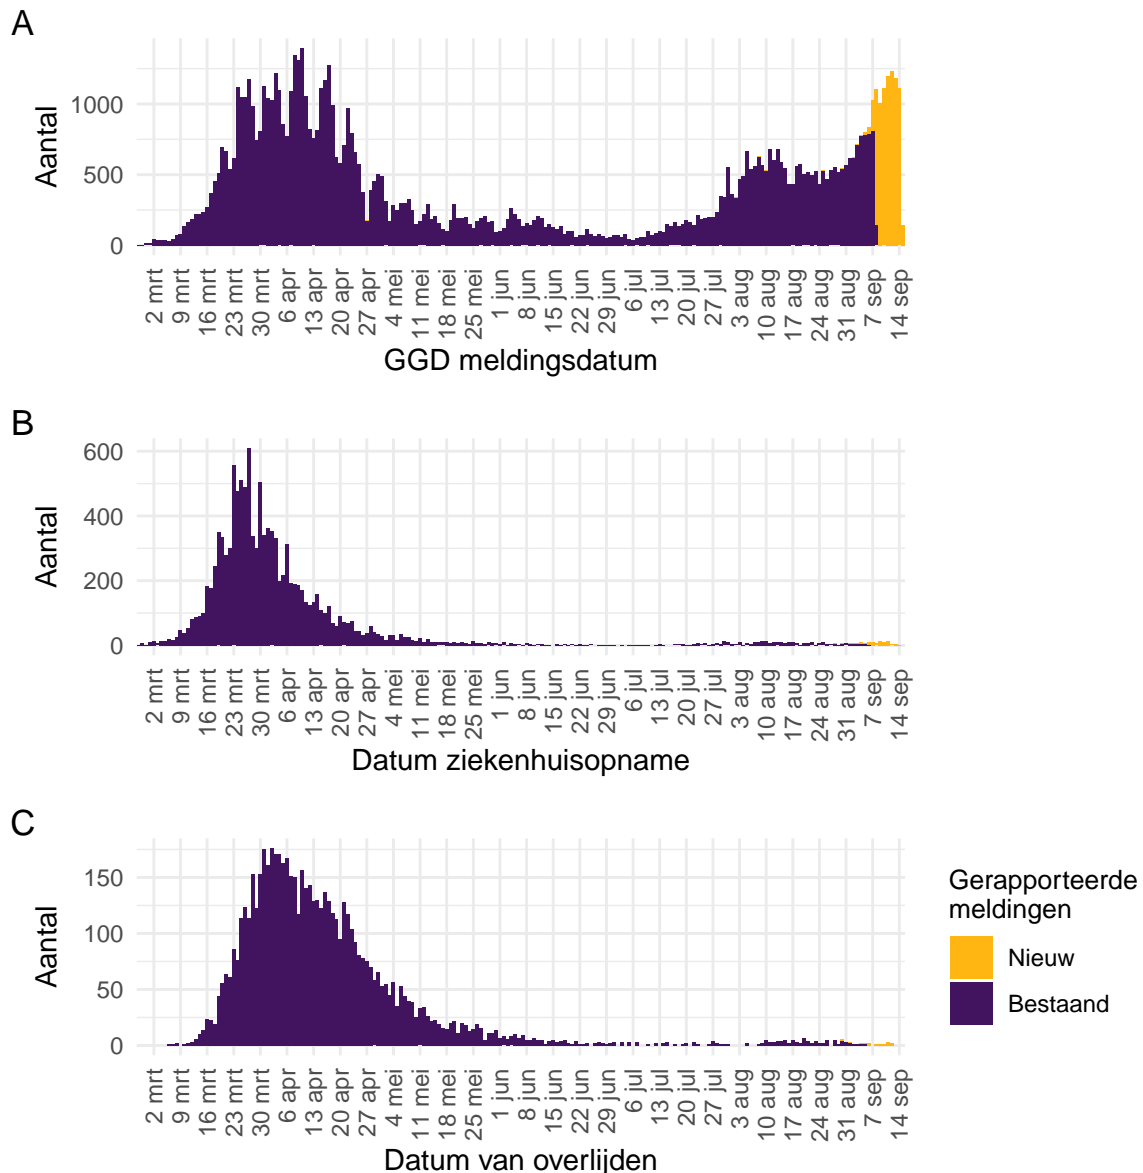 A
Aantal
1000
500
0
2 mrt
9 mrt
16 mrt
23 mrt
30 mrt
6 apr
13 apr
20 apr
27 apr
4 mei
11 mei
18 mei
25 mei
1 jun
8 jun
15 jun
22 jun
29 jun
6 jul
13 jul
20 jul
27 jul
3 aug
10 aug
17 aug
24 aug
31 aug
7 sep
14 sep
GGD meldingsdatum
B
Aantal
600
400
200
0
2 mrt
9 mrt
16 mrt
23 mrt
30 mrt
6 apr
13 apr
20 apr
27 apr
4 mei
11 mei
18 mei
25 mei
1 jun
8 jun
15 jun
22 jun
29 jun
6 jul
13 jul
20 jul
27 jul
3 aug
10 aug
17 aug
24 aug
31 aug
7 sep
14 sep
Datum ziekenhuisopname
C
Aantal
150
100
50
0
2 mrt
9 mrt
16 mrt
23 mrt
30 mrt
6 apr
13 apr
20 apr
27 apr
4 mei
11 mei
18 mei
25 mei
1 jun
8 jun
15 jun
22 jun
29 jun
6 jul
13 jul
20 jul
27 jul
3 aug
10 aug
17 aug
24 aug
31 aug
7 sep
14 sep
Datum van overlijden
Gerapporteerde
meldingen
Nieuw
Bestaand